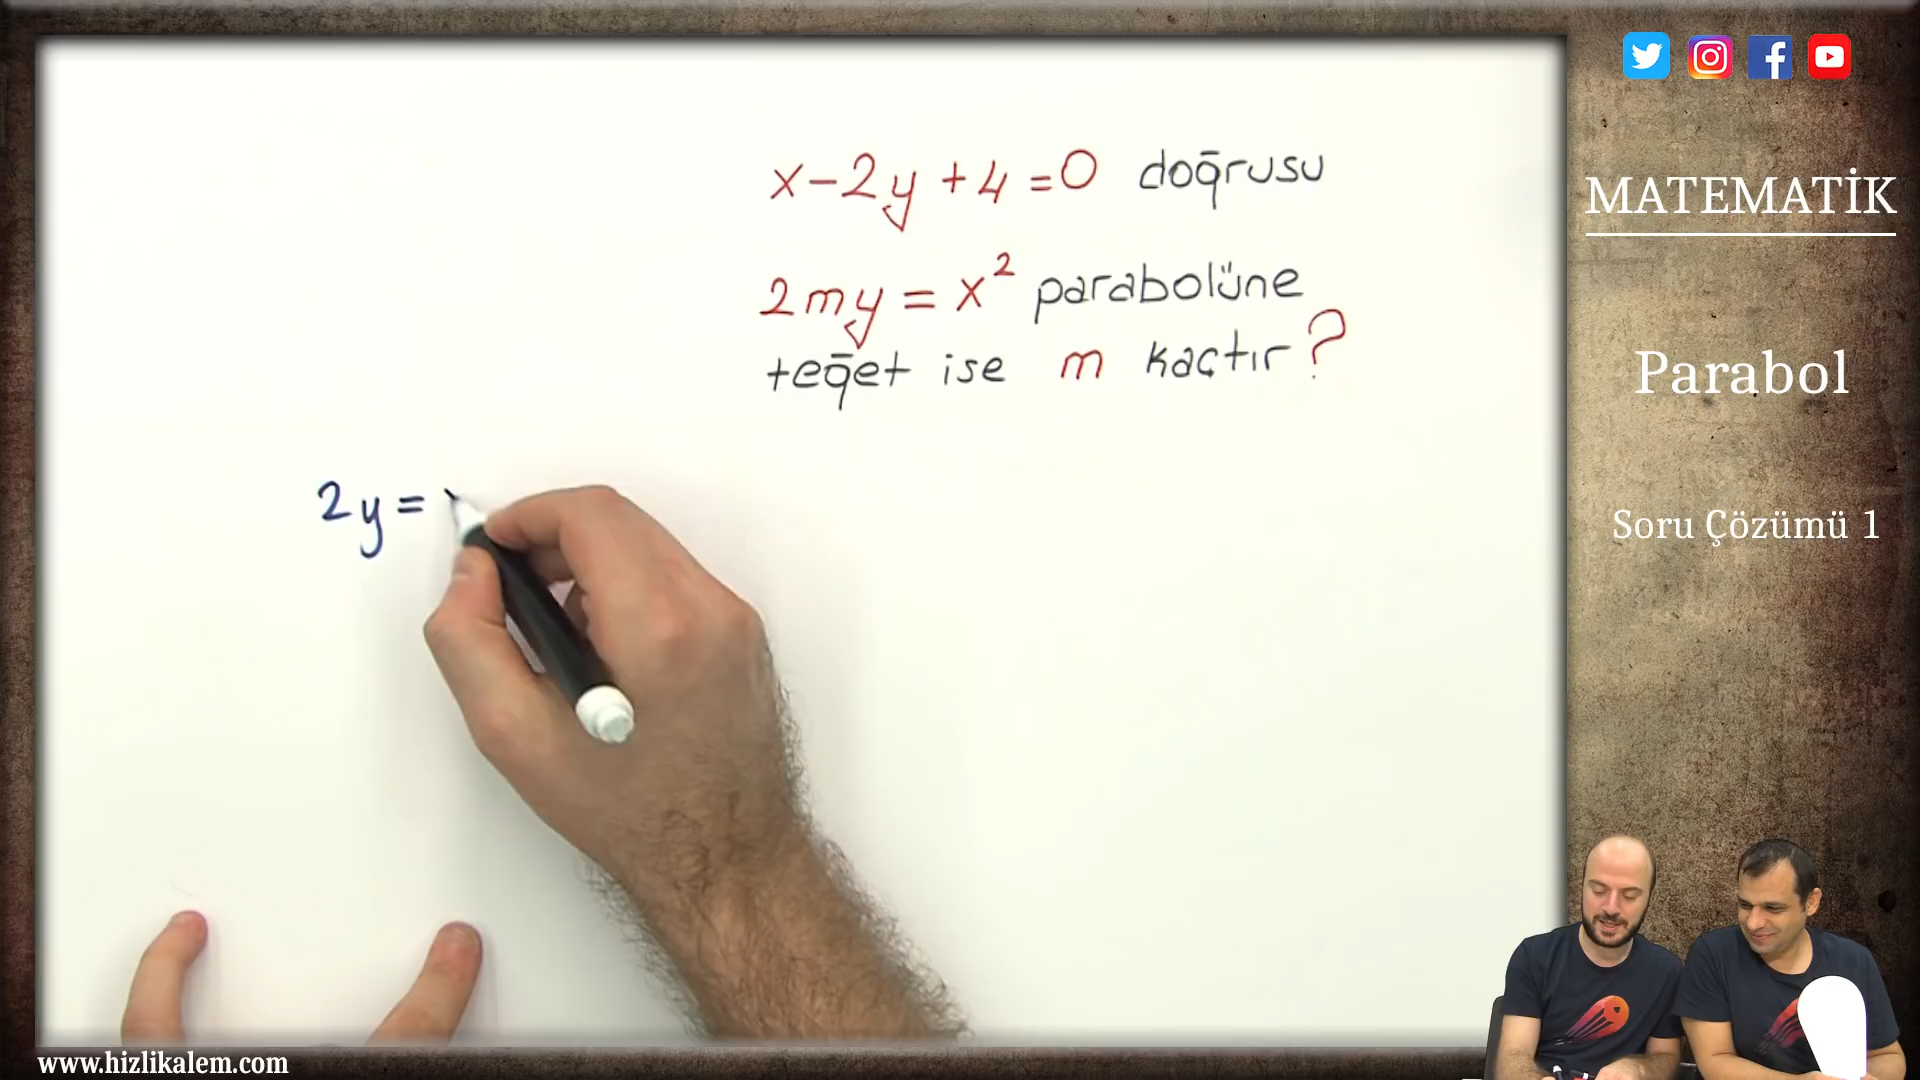 x-2y+4=0 doğrusu
2my = x² parabolüne
teğet ise m kaçtır?
2y=
MATEMATİK
Parabol
Soru Çözümü 1
www.hizlikalem.com